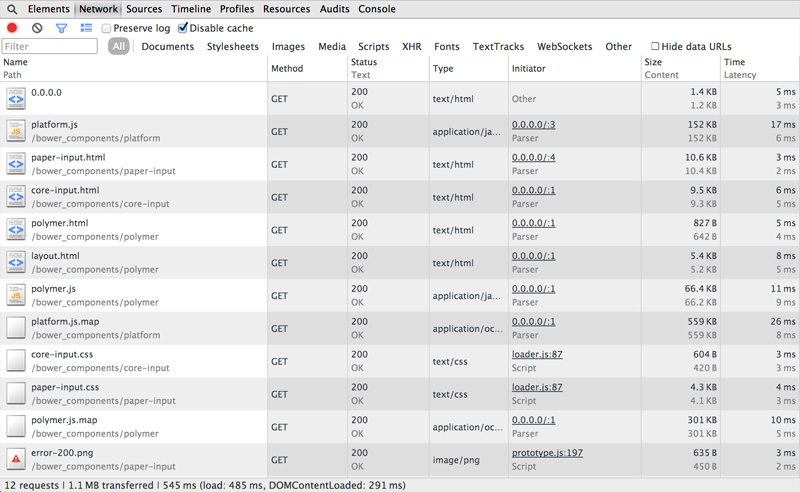 Elements Network Sources Timeline Profiles Resources Audits Console
Preserve log Disable cache
Filter All Documents Stylesheets Images Media Scripts XHR Fonts TextTracks WebSockets Other Hide data URLs
Name Method Status Type Initiator Size Time
Path Text Content Latency
0.0.0.0 GET 200 text/html Other 1.4 KB 5 ms
OK 1.2 KB 3 ms
platform.js GET 200 application/ja... 0.0.0.0/:3 152 KB 17 ms
/bower_components/platform OK Parser 152 KB 6 ms
paper-input.html GET 200 text/html 0.0.0.0/:4 10.6 KB 3 ms
/bower_components/paper-input OK Parser 10.4 KB 2 ms
core-input.html GET 200 text/html 0.0.0.0/:1 9.5 KB 6 ms
/bower_components/core-input OK Parser 9.3 KB 5 ms
polymer.html GET 200 text/html 0.0.0.0/:1 827 B 5 ms
/bower_components/polymer OK Parser 642 B 4 ms
layout.html GET 200 text/html 0.0.0.0/:1 5.4 KB 8 ms
/bower_components/polymer OK Parser 5.2 KB 5 ms
JS polymer.js GET 200 application/ja... 0.0.0.0/:1 66.4 KB 11 ms
/bower_components/polymer OK Parser 66.2 KB 9 ms
platform.js.map GET 200 application/oc... 0.0.0.0/:1 559 KB 26 ms
/bower_components/platform OK Parser 559 KB 8 ms
core-input.css GET 200 text/css loader.js:87 604 B 3 ms
/bower_components/core-input OK Script 420 B 3 ms
paper-input.css GET 200 text/css loader.js:87 4.3 KB 4 ms
/bower_components/paper-input OK Script 4.1 KB 3 ms
polymer.js.map GET 200 application/oc... 0.0.0.0/:1 301 KB 10 ms
/bower_components/polymer OK Parser 301 KB 5 ms
error-200.png GET 200 image/png prototype.js:197 635 B 3 ms
/bower_components/paper-input OK Script 450 B 2 ms
12 requests | 1.1 MB transferred | 545 ms (load: 485 ms, DOMContentLoaded: 291 ms)